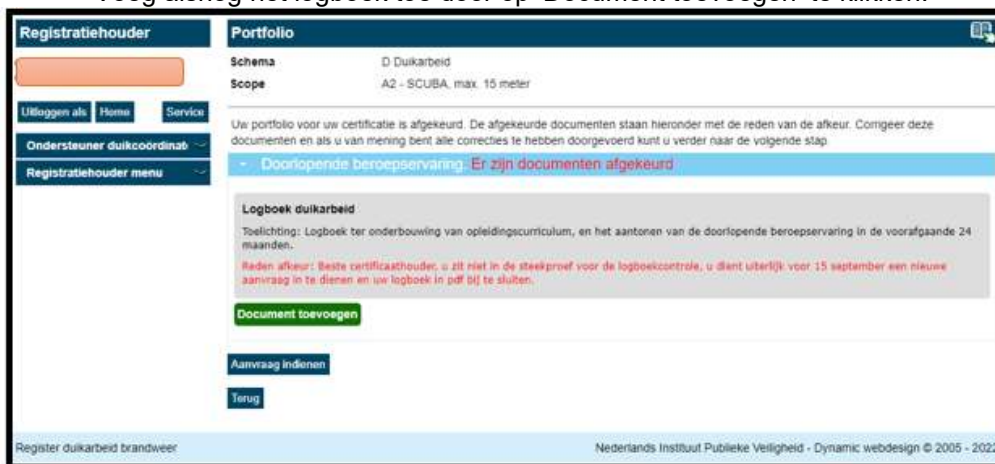 Voeg alsnog het logboek toe door op 'Document toevoegen' te klikken.
Registratiehouder
Portfolio
Schema D Duikarbeid
Scope A2 - SCUBA, max. 15 meter
Uitloggen als Home Service
Ondersteuner duikcoordinat
Registratiehouder menu
Uw portfolio voor uw certificatie is afgekeurd. De afgekeurde documenten staan hieronder met de reden van de afkeur. Corrigeer deze
documenten en als u van mening bent alle correcties te hebben doorgevoerd kunt u verder naar de volgende stap
- Doorlopende beroepservaring. Er zijn documenten afgekeurd
Logboek duikarbeid
Toelichting: Logboek ter onderbouwing van opleidingscurriculum, en het aantonen van de doorlopende beroepservaring in de voorafgaande 24
maanden.
Reden afkeur: Beste certificaathouder, u zit niet in de steekproef voor de logboekcontrole, u dient uiterlijk voor 15 september een nieuwe
aanvraag in te dienen en uw logboek in pdf bij te sluiten.
Document toevoegen
Aanvraag indienen
Terug
Register duikarbeid brandweer
Nederlands Instituut Publieke Veiligheid - Dynamic webdesign © 2005 - 2022